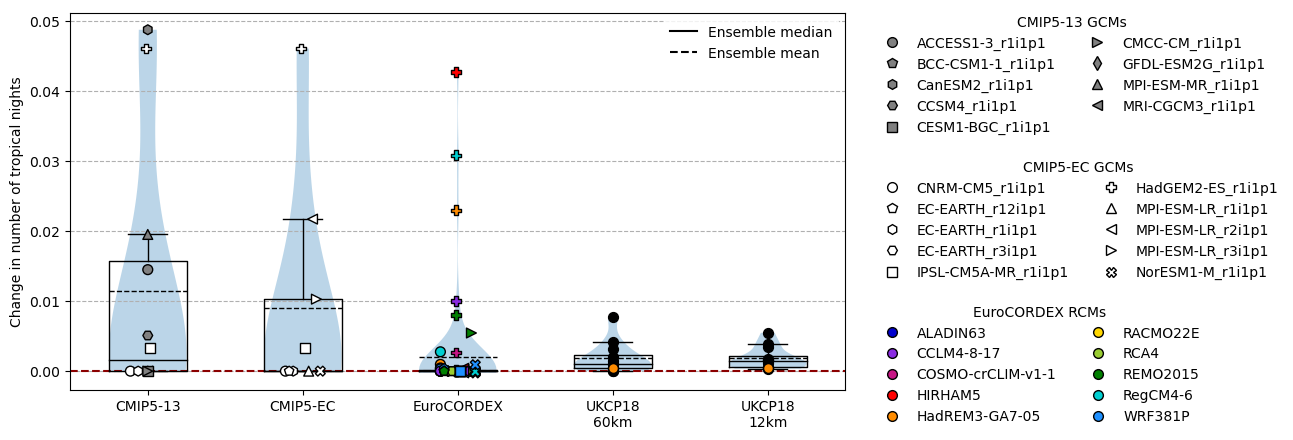 Change in number of tropical nights
0.05
0.04
0.03
0.02
0.01
0.00
Ensemble median
Ensemble mean
CMIP5-13
CMIP5-EC
EuroCORDEX
UKCP18
60km
UKCP18
12km
CMIP5-13 GCMs
ACCESS1-3_r1i1p1
BCC-CSM1-1_r1i1p1
CanESM2_r1i1p1
CCSM4_r1i1p1
CESM1-BGC_r1i1p1
CMCC-CM_r1i1p1
GFDL-ESM2G_r1i1p1
MPI-ESM-MR_r1i1p1
MRI-CGCM3_r1i1p1
CMIP5-EC GCMs
CNRM-CM5_r1i1p1
EC-EARTH_r12i1p1
EC-EARTH_r1i1p1
EC-EARTH_r3i1p1
IPSL-CM5A-MR_r1i1p1
HadGEM2-ES_r1i1p1
MPI-ESM-LR_r1i1p1
MPI-ESM-LR_r2i1p1
MPI-ESM-LR_r3i1p1
NorESM1-M_r1i1p1
EuroCORDEX RCMs
ALADIN63
CCLM4-8-17
COSMO-crCLIM-v1-1
HIRHAM5
HadREM3-GA7-05
RACMO22E
RCA4
REMO2015
RegCM4-6
WRF381P